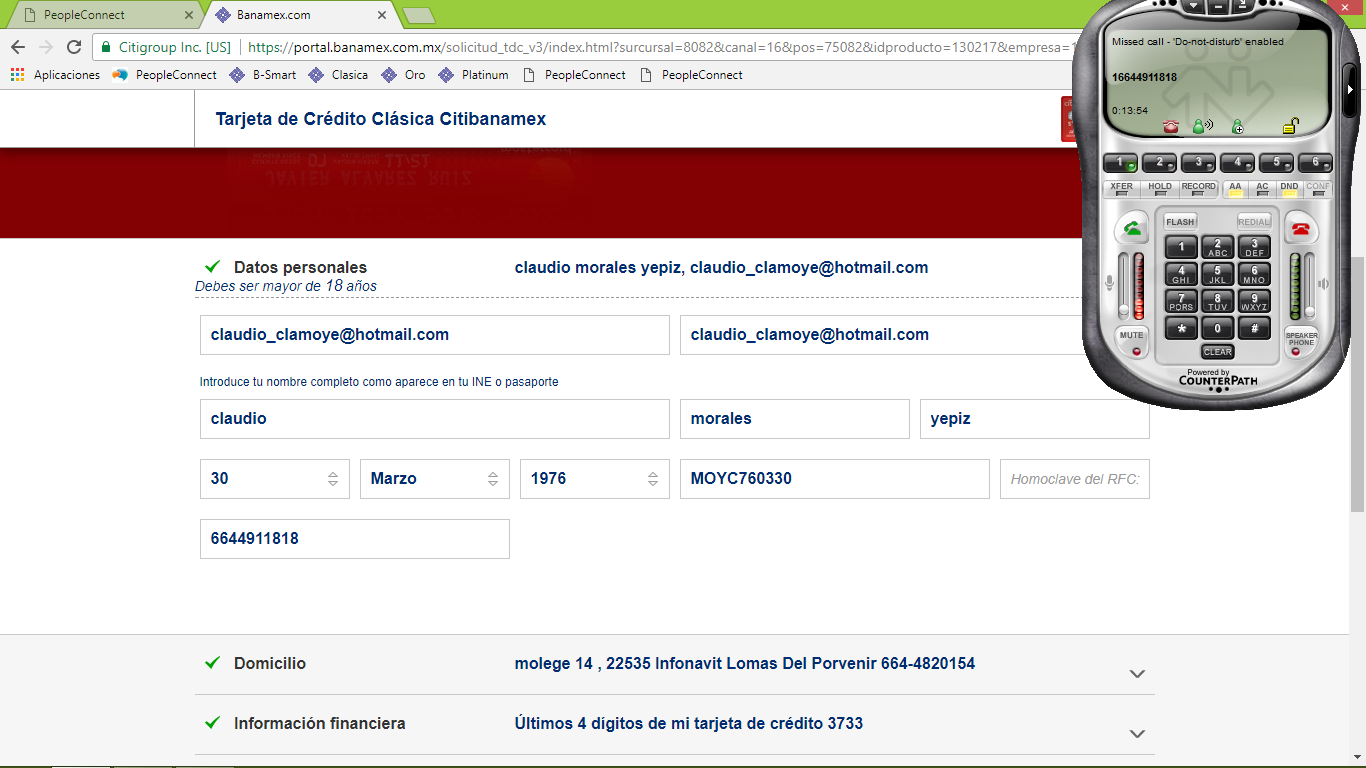 PeopleConnect
Banamex.com
Citigroup Inc. [US]
https://portal.banamex.com.mx/solicitud_tdc_v3/index.html?sursursal=8082&canal=16&pos=75082&idproducto=130217&empresa=1
Aplicaciones
PeopleConnect
B-Smart
Clasica
Oro
Platinum
PeopleConnect
PeopleConnect
Tarjeta de Crédito Clásica Citibanamex
11/21
JAVIER ALVAREZ RUIZ
Datos personales
claudio morales yepiz, claudio_clamoye@hotmail.com
Debes ser mayor de 18 años
claudio_clamoye@hotmail.com
claudio_clamoye@hotmail.com
Introduce tu nombre completo como aparece en tu INE o pasaporte
claudio
morales
yepiz
30
Marzo
1976
MOYC760330
Homoclave del RFC:
6644911818
Domicilio
molege 14 , 22535 Infonavit Lomas Del Porvenir 664-4820154
Información financiera
Últimos 4 dígitos de mi tarjeta de crédito 3733
Missed call - 'Do-not-disturb' enabled
16644911818
0:13:54
1 2 3 4 5 6
XFER HOLD RECORD AA AC DND CONF
FLASH REDIAL
1 2 ABC 3 DEF
4 GHI 5 JKL 6 MNO
7 PQRS 8 TUV 9 WXYZ
* 0 #
MUTE
SPEAKER
PHONE
CLEAR
Powered by
COUNTERPATH